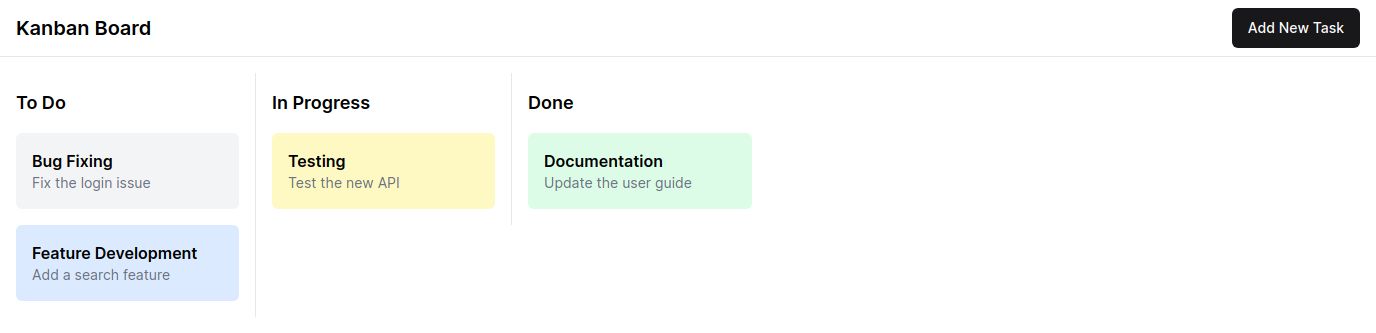 Kanban Board
Add New Task
To Do
Bug Fixing
Fix the login issue
Feature Development
Add a search feature
In Progress
Testing
Test the new API
Done
Documentation
Update the user guide